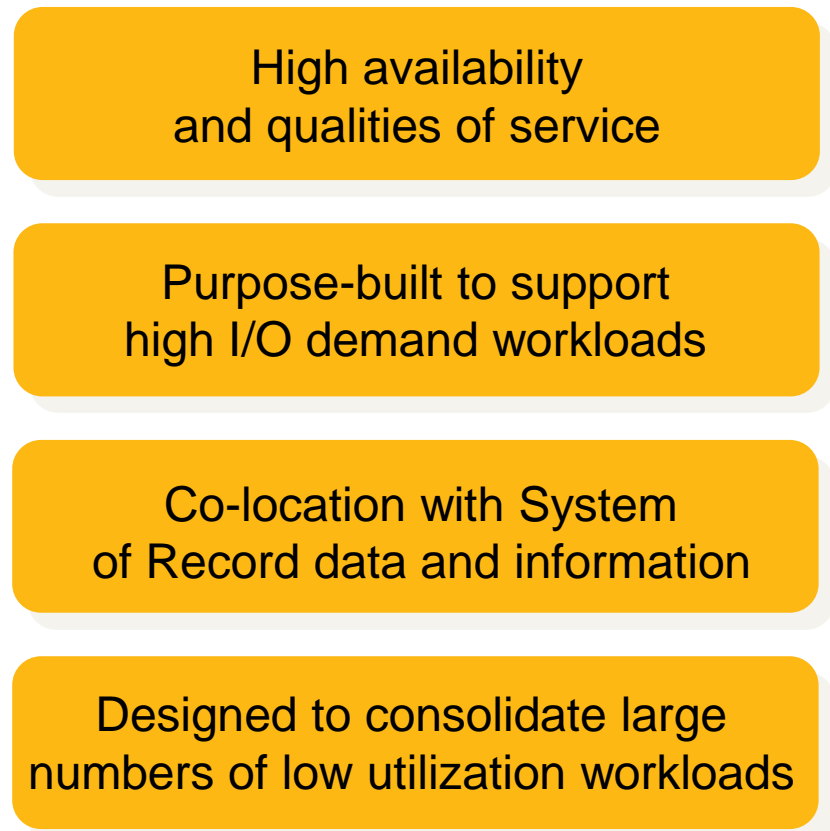 High availability
and qualities of service
Purpose-built to support
high I/O demand workloads
Co-location with System
of Record data and information
Designed to consolidate large
numbers of low utilization workloads